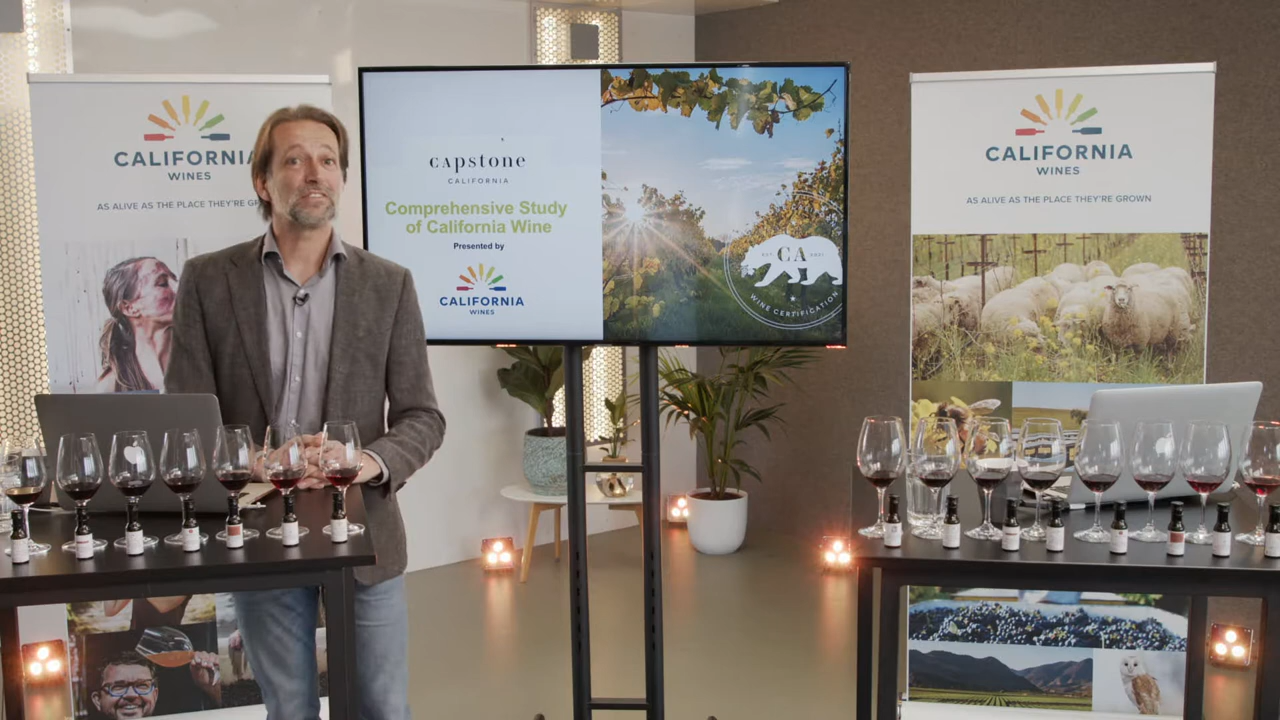 CALIFORNIA
WINES
AS ALIVE AS THE PLACE THEY'RE
CAPSTONE
CALIFORNIA
Comprehensive Study
of California Wine
Presented by
CALIFORNIA
WINES
EST. CA
WINE CERTIFICATION
CALIFORNIA
WINES
AS ALIVE AS THE PLACE THEY'RE GROWN